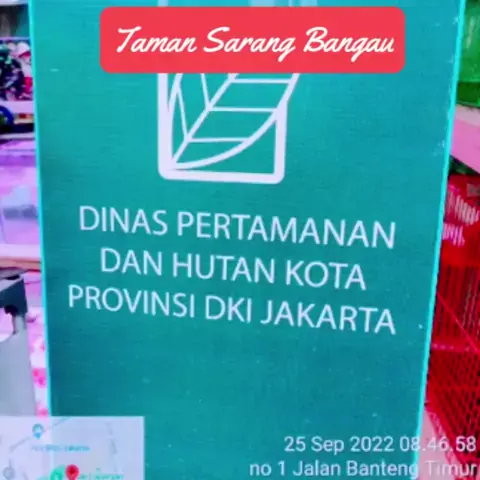 Taman Sarang Bangau
DINAS PERTAMANAN
DAN HUTAN KOTA
PROVINSI DKI JAKARTA
25 Sep 2022 08.46.58
no 1 Jalan Banteng Timur